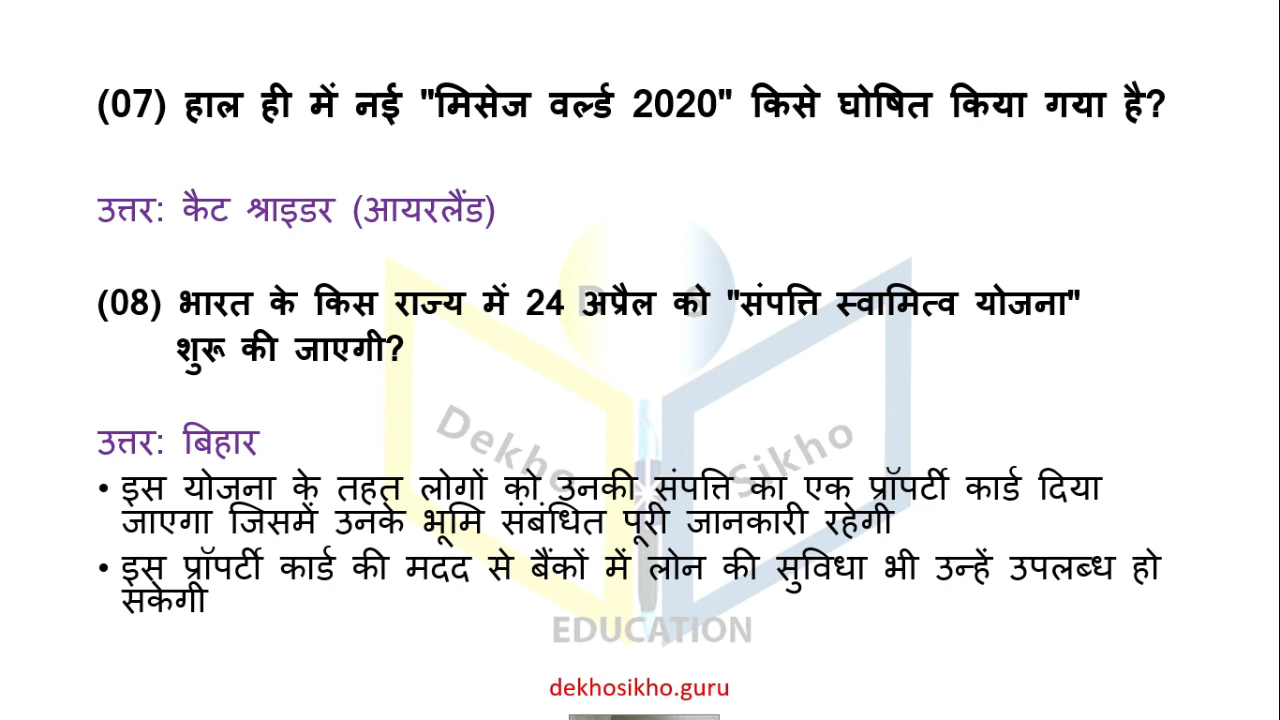 (07) हाल ही में नई "मिसेज वर्ल्ड 2020" किसे घोषित किया गया है?
उत्तर: कैट श्राइडर (आयरलैंड)
(08) भारत के किस राज्य में 24 अप्रैल को "संपत्ति स्वामित्व योजना"
शुरू की जाएगी?
उत्तर: बिहार
• इस योजना के तहत लोगों को उनकी संपत्ति का एक प्रॉपर्टी कार्ड दिया
जाएगा जिसमें उनके भूमि संबंधित पूरी जानकारी रहेगी
• इस प्रॉपर्टी कार्ड की मदद से बैंकों में लोन की सुविधा भी उन्हें उपलब्ध हो
सकेगी
Dekho Sikho
EDUCATION
dekhosikho.guru